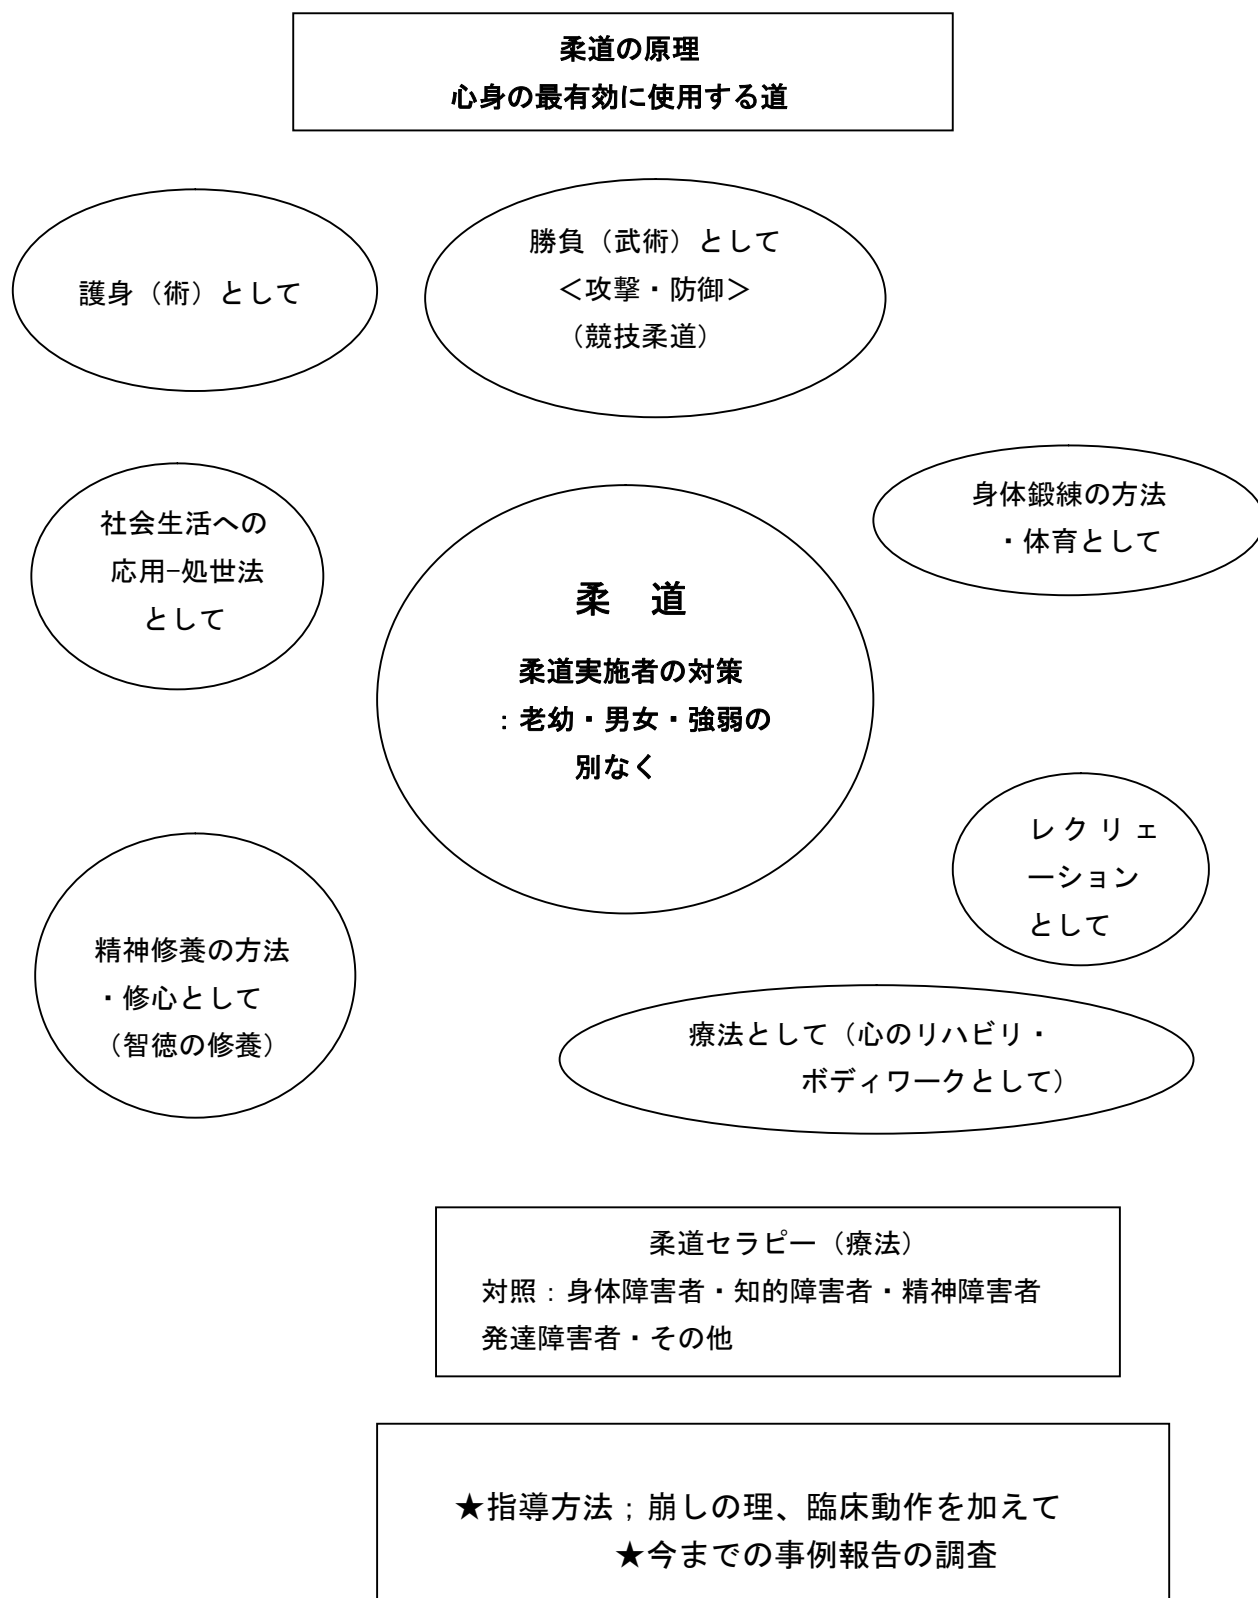 柔道の原理
心身の最有効に使用する道
護身（術）として
勝負（武術）として
＜攻撃・防御＞
（競技柔道）
身体鍛練の方法
・体育として
社会生活への
応用−処世法
として
柔　道
柔道実施者の対策
：老幼・男女・強弱の
別なく
レクリェ
ーション
として
精神修養の方法
・修心として
（智徳の修養）
療法として（心のリハビリ・
ボディワークとして）
柔道セラピー（療法）
対照：身体障害者・知的障害者・精神障害者
発達障害者・その他
★指導方法；崩しの理、臨床動作を加えて
★今までの事例報告の調査